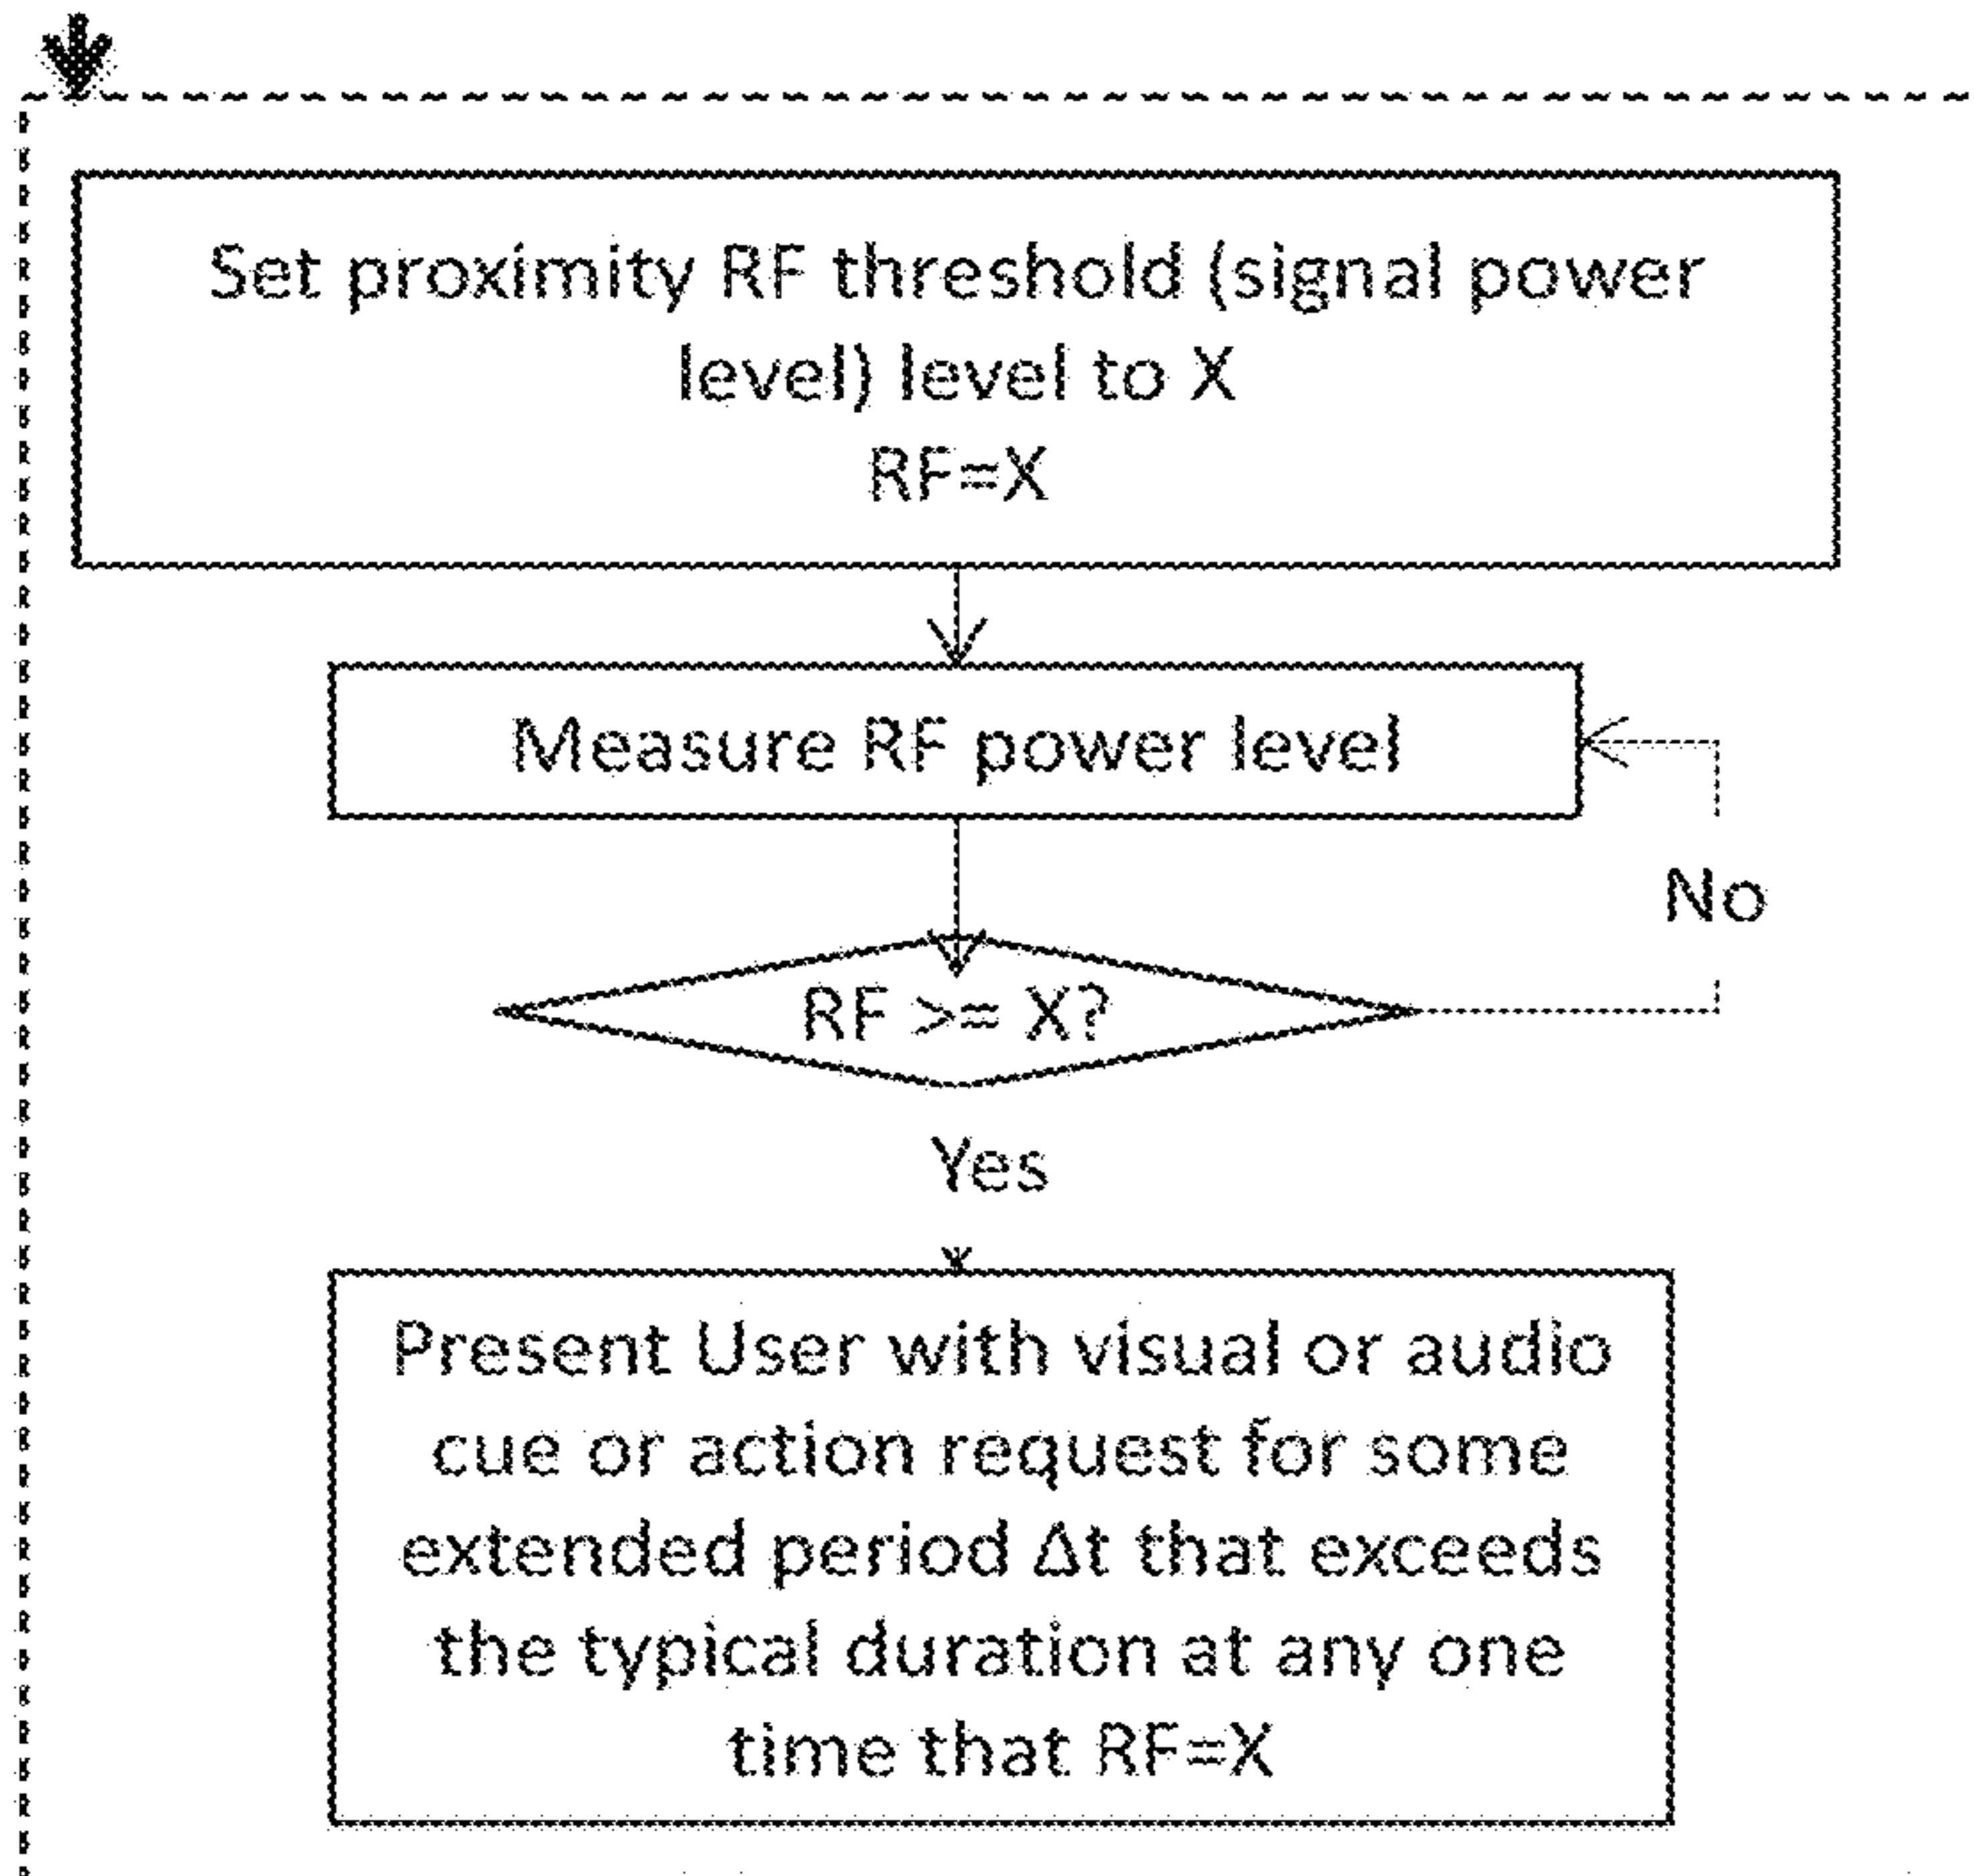 Set proximity RF threshold (signal power
level) level to X
RF=X
Measure RF power level
No
RF >= X?
Yes
Present User with visual or audio
cue or action request for some
extended period Δt that exceeds
the typical duration at any one
time that RF=X